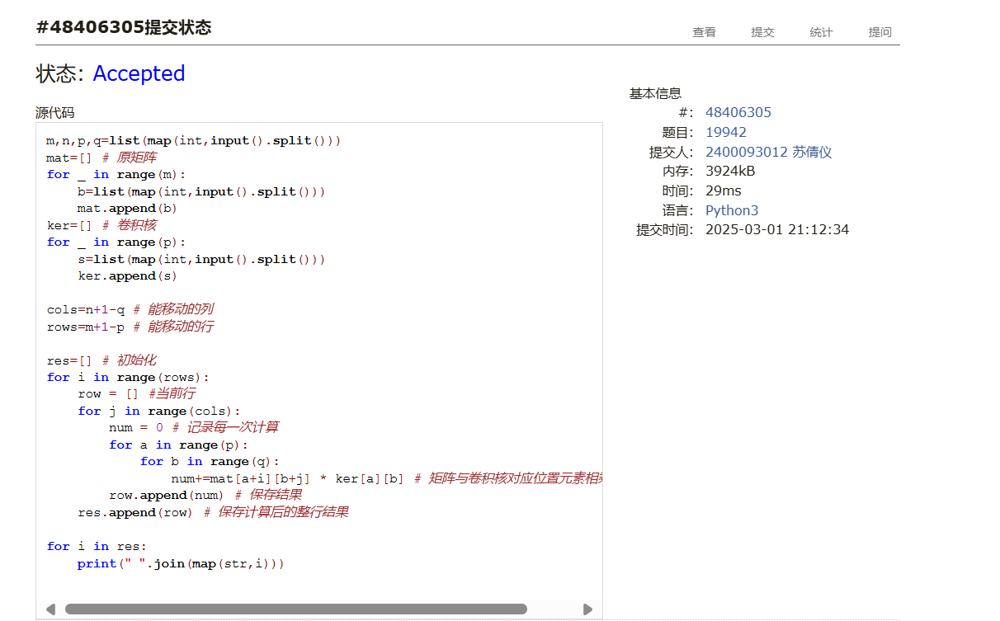 #48406305提交状态
查看 提交 统计 提问
状态: Accepted
源代码
m,n,p,q=list(map(int,input().split()))
mat=[] # 原矩阵
for _ in range(m):
    b=list(map(int,input().split()))
    mat.append(b)
ker=[] # 卷积核
for _ in range(p):
    s=list(map(int,input().split()))
    ker.append(s)
cols=n+1-q # 能移动的列
rows=m+1-p # 能移动的行
res=[] # 初始化
for i in range(rows):
    row = [] #当前行
    for j in range(cols):
        num = 0 # 记录每一次计算
        for a in range(p):
            for b in range(q):
                num+=mat[a+i][b+j] * ker[a][b] # 矩阵与卷积核对应位置元素相
        row.append(num) # 保存结果
    res.append(row) # 保存计算后的整行结果
for i in res:
    print(" ".join(map(str,i)))
基本信息
#: 48406305
题目: 19942
提交人: 2400093012 苏倩仪
内存: 3924kB
时间: 29ms
语言: Python3
提交时间: 2025-03-01 21:12:34